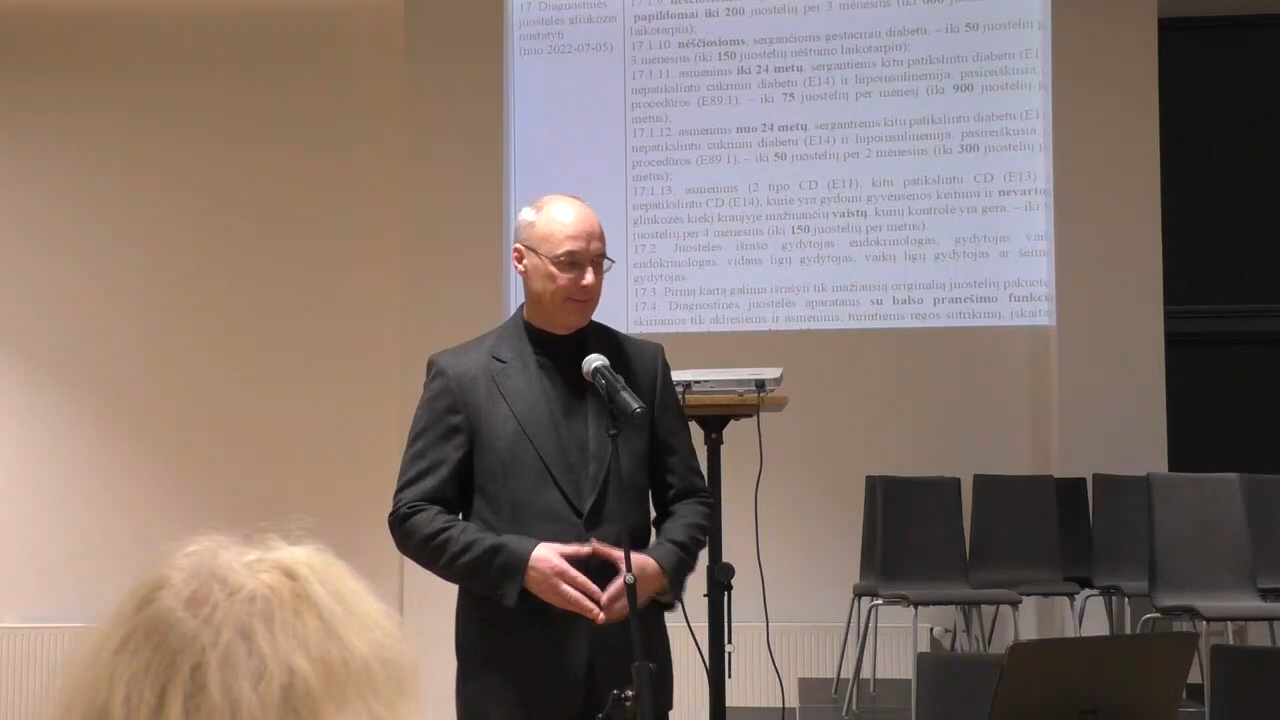 17 Diagnostinės
juostelės gliukozei
nustatyti
(nuo 2022-07-05)
papildomai iki 200 juostelių per 3 mėnesius (iki
laikotarpiu);
17.1.10. nėščiosioms, sergančioms gestaciniu diabetu, – iki 50 juostelių
3 mėnesius (iki 150 juostelių nėštumo laikotarpiu);
17.1.11. asmenims iki 24 metų, sergantiems kitu patikslintu diabetu
nepatikslintu cukriniu diabetu (E14) ir hipoinsulinemija, pasireiškusia
procedūros (E89.1), – iki 75 juostelių per mėnesį (iki 900 juostelių
metus);
17.1.12. asmenims nuo 24 metų, sergantiems kitu patikslintu diabetu
nepatikslintu cukriniu diabetu (E14) ir hipoinsulinemija, pasireiškusia
procedūros (E89.1), – iki 50 juostelių per 2 mėnesius (iki 300 juostelių
metus);
17.1.13. asmenims (2 tipo CD (E11), kitu patikslintu CD (E13)
nepatikslintu CD (E14), kurie yra gydomi gyvensenos keitimu ir
gliukozės kiekį kraujyje mažinančių vaistų, kurių kontrolė yra gera, – iki
juostelių per 4 mėnesius (iki 150 juostelių per metus).
17.2. Juosteles išrašo gydytojas endokrinologas, gydytojas
endokrinologas, vidaus ligų gydytojas, vaikų ligų gydytojas ar
gydytojas.
17.3. Pirmą kartą galima išrašyti tik mažiausią originalią juostelių
17.4. Diagnostinės juostelės aparatams su balso pranešimo
skiriamos tik akliesiems ir asmenims, turintiems regos sutrikimų,